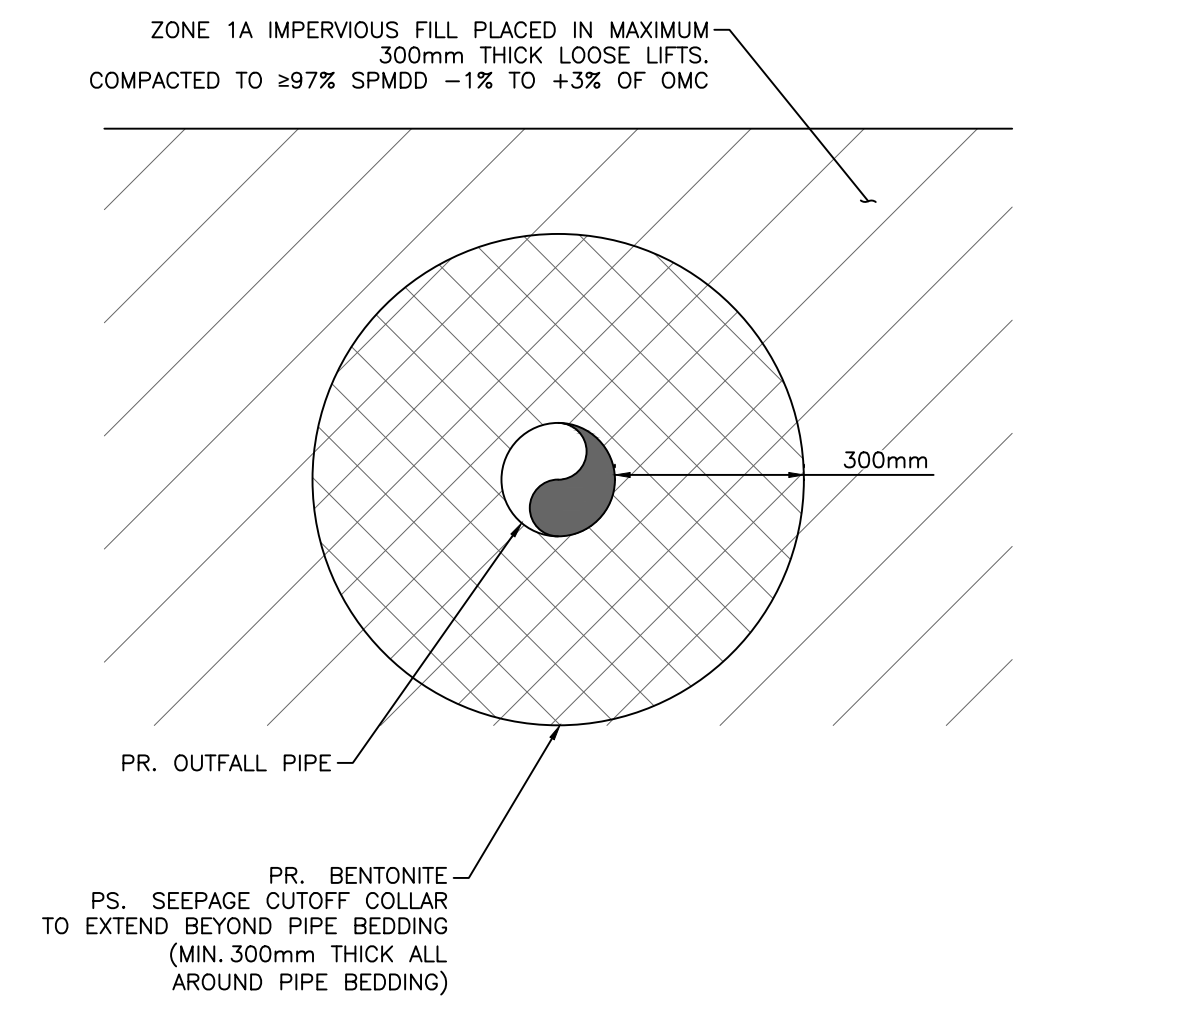 ZONE 1A IMPERVIOUS FILL PLACED IN MAXIMUM
300mm THICK LOOSE LIFTS.
COMPACTED TO ≥97% SPMDD −1% TO +3% OF OMC
300mm
PR. OUTFALL PIPE
PR. BENTONITE
PS. SEEPAGE CUTOFF COLLAR
TO EXTEND BEYOND PIPE BEDDING
(MIN. 300mm THICK ALL
AROUND PIPE BEDDING)